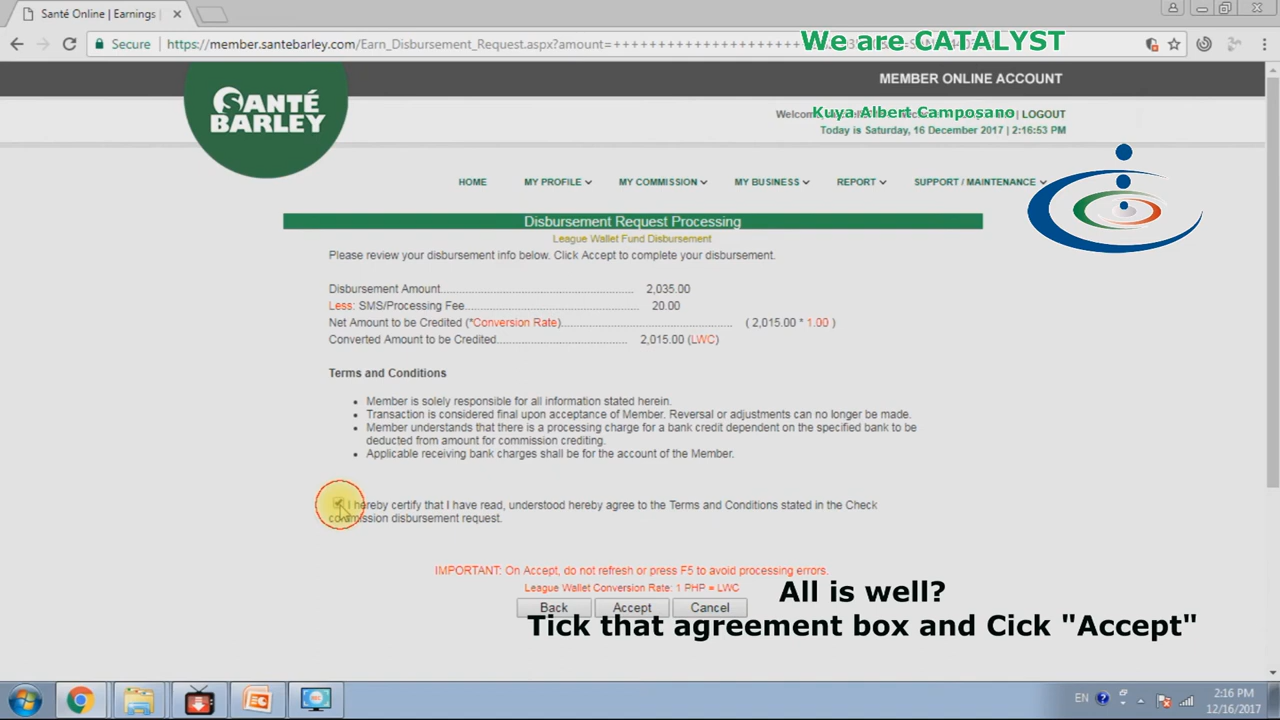 Santé Online | Earnings
Secure | https://member.santebarley.com/Earn_Disbursement_Request.aspx?amount=
We are CATALYST
MEMBER ONLINE ACCOUNT
SANTÉ
BARLEY
Kuya Albert Camposano
| LOGOUT
Today is Saturday, 16 December 2017 | 2:16:53 PM
HOME MY PROFILE MY COMMISSION MY BUSINESS REPORT SUPPORT / MAINTENANCE
Disbursement Request Processing
League Wallet Fund Disbursement
Please review your disbursement info below. Click Accept to complete your disbursement.
Disbursement Amount 2,035.00
Less: SMS/Processing Fee 20.00
Net Amount to be Credited (*Conversion Rate) ( 2,015.00 * 1.00 )
Converted Amount to be Credited 2,015.00 (LWC)
Terms and Conditions
• Member is solely responsible for all information stated herein.
• Transaction is considered final upon acceptance of Member. Reversal or adjustments can no longer be made.
• Member understands that there is a processing charge for a bank credit dependent on the specified bank to be
deducted from amount for commission crediting.
• Applicable receiving bank charges shall be for the account of the Member.
I hereby certify that I have read, understood hereby agree to the Terms and Conditions stated in the Check
commission disbursement request.
IMPORTANT: On Accept, do not refresh or press F5 to avoid processing errors.
League Wallet Conversion Rate: 1 PHP = LWC
Back Accept Cancel
All is well?
Tick that agreement box and Cick "Accept"
EN
2:16 PM
12/16/2017